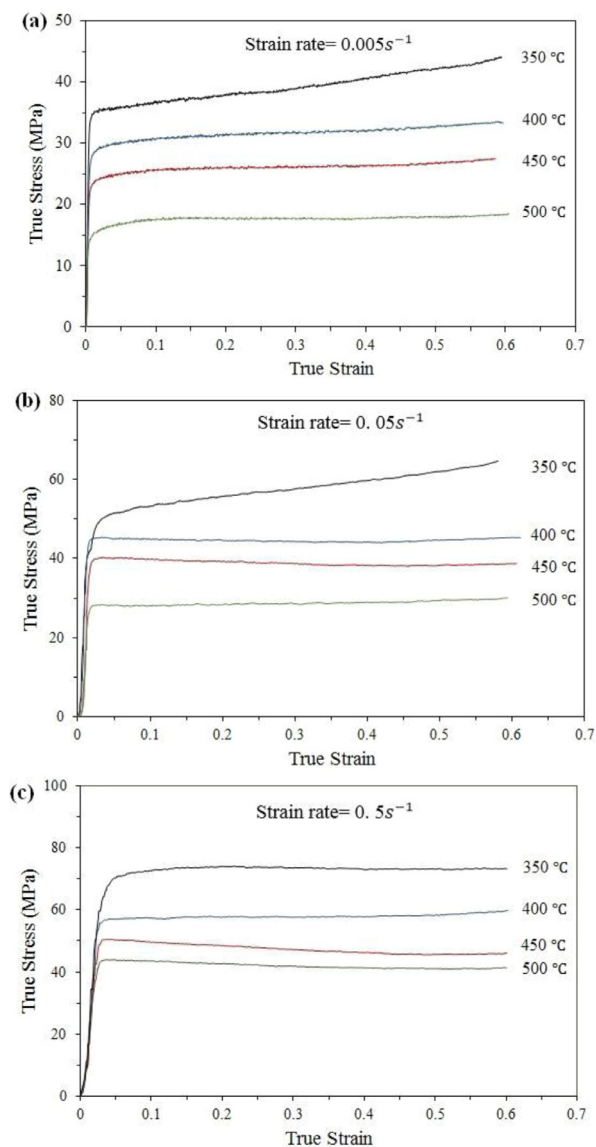 (a)
Strain rate= 0.005s⁻¹
50
40
30
20
10
0
350 ℃
400 ℃
450 ℃
500 ℃
True Stress (MPa)
0 0.1 0.2 0.3 0.4 0.5 0.6 0.7
True Strain
(b)
Strain rate= 0. 05s⁻¹
80
60
40
20
0
350 ℃
400 ℃
450 ℃
500 ℃
True Stress (MPa)
0 0.1 0.2 0.3 0.4 0.5 0.6 0.7
True Strain
(c)
Strain rate= 0. 5s⁻¹
100
80
60
40
20
0
350 ℃
400 ℃
450 ℃
500 ℃
True Stress (MPa)
0 0.1 0.2 0.3 0.4 0.5 0.6 0.7
True Strain